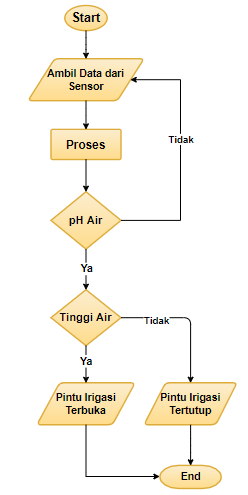 Start
Ambil Data dari
Sensor
Tidak
Proses
pH Air
Ya
Tinggi Air
Tidak
Ya
Pintu Irigasi
Terbuka
Pintu Irigasi
Tertutup
End